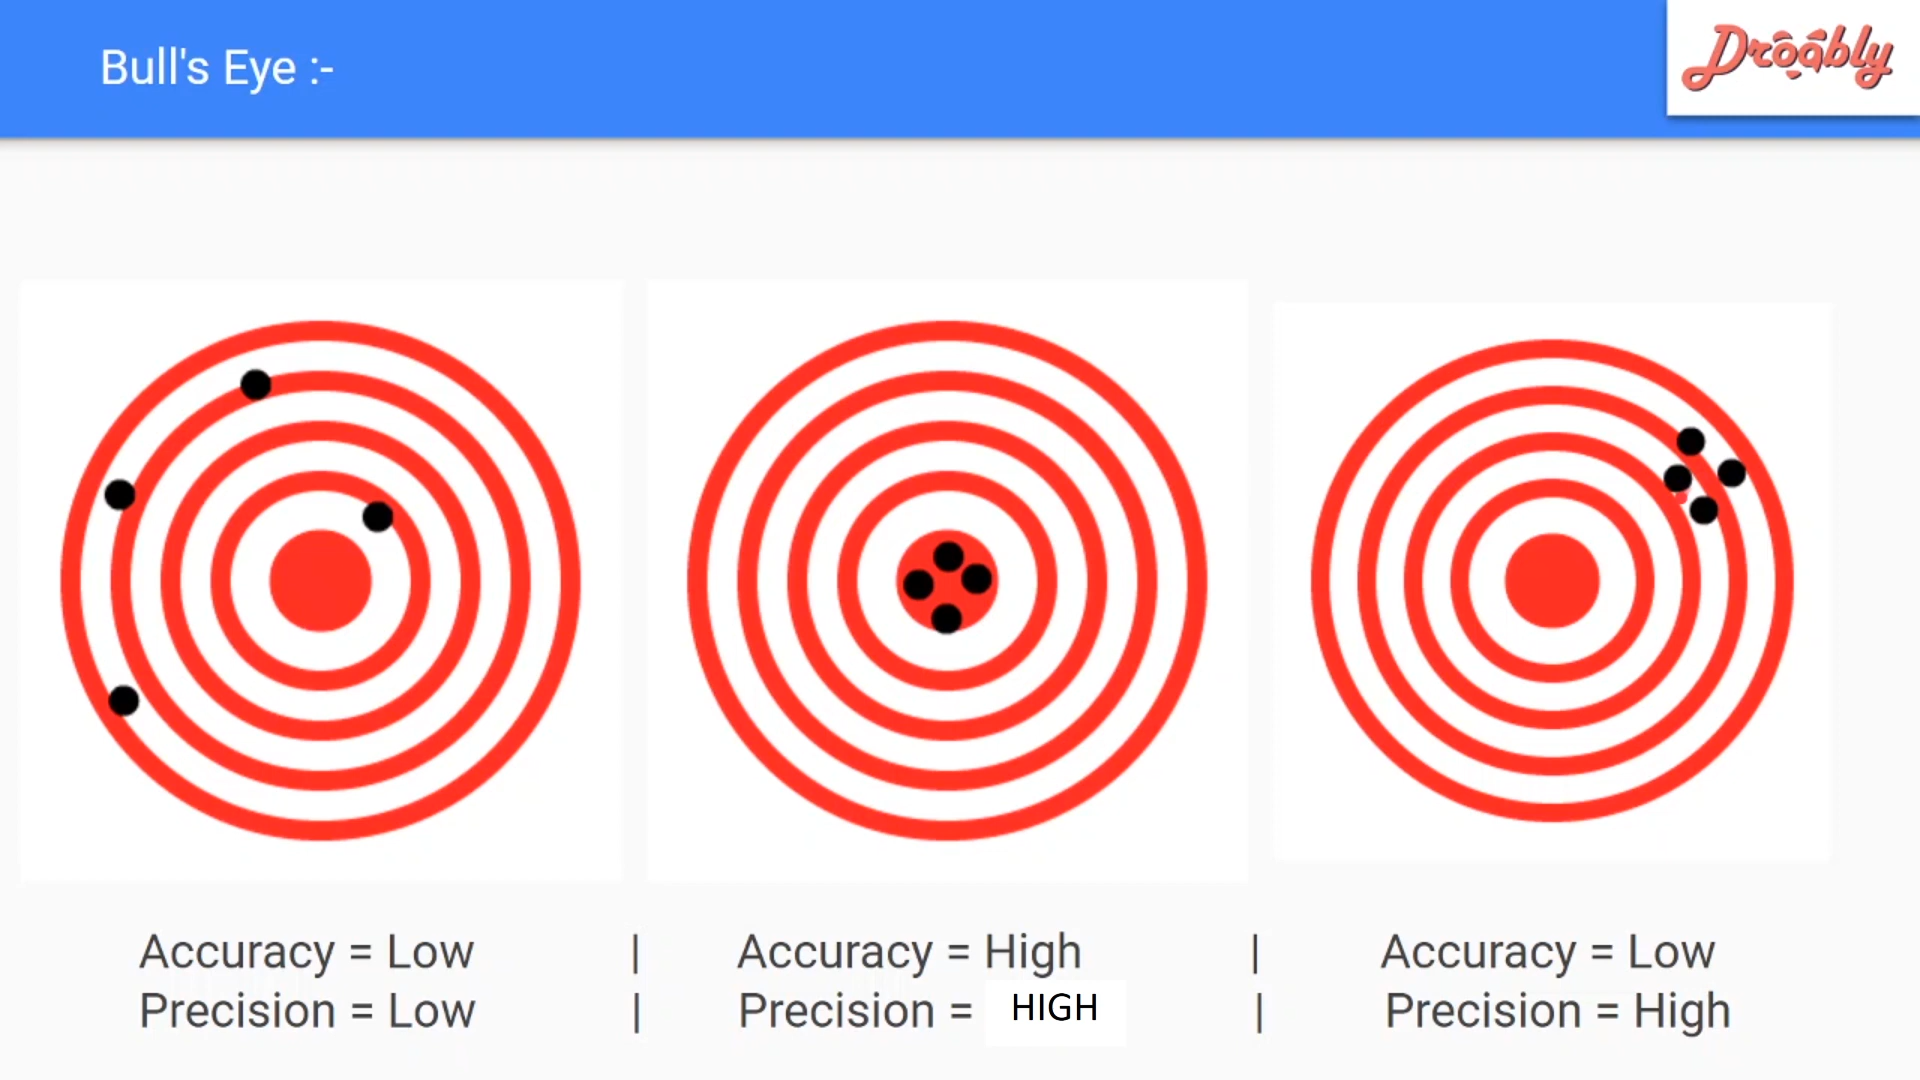 Bull's Eye :-
Droobly
Accuracy = Low | Accuracy = High | Accuracy = Low
Precision = Low | Precision = HIGH | Precision = High